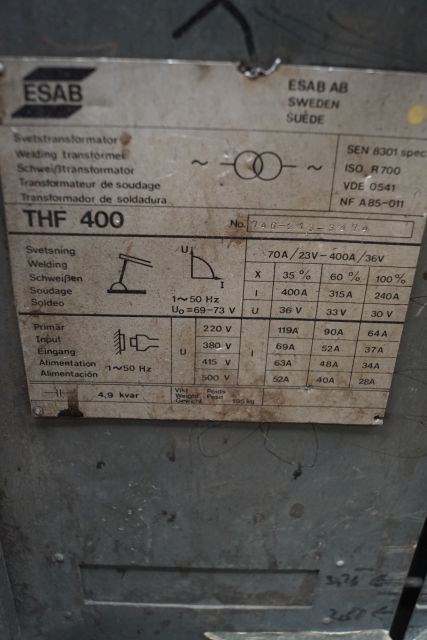 ESAB
ESAB AB
SWEDEN
SUÈDE
Svetstransformator
Welding transformer
Schweißtransformator
Transformateur de soudage
Transformador de soldadura
SEN 8301 spec
ISO R700
VDE 0541
NF A85-011
THF 400
No.
Svetsning
Welding
Schweißen
Soudage
Soldeo
U
I
1~50 Hz
U₀=69-73 V
70A/23V-400A/36V
X 35% 60% 100%
I 400A 315A 240A
U 36 V 33 V 30 V
Primär
Input
Eingang
Alimentation
Alimentación
1~50 Hz
U
I
220 V 119A 90A 64A
380 V 69A 52A 37A
415 V 63A 48A 34A
500 V 52A 40A 28A
4,9 kvar
Vikt Poids
Weight Peso
Gewicht
195 kg